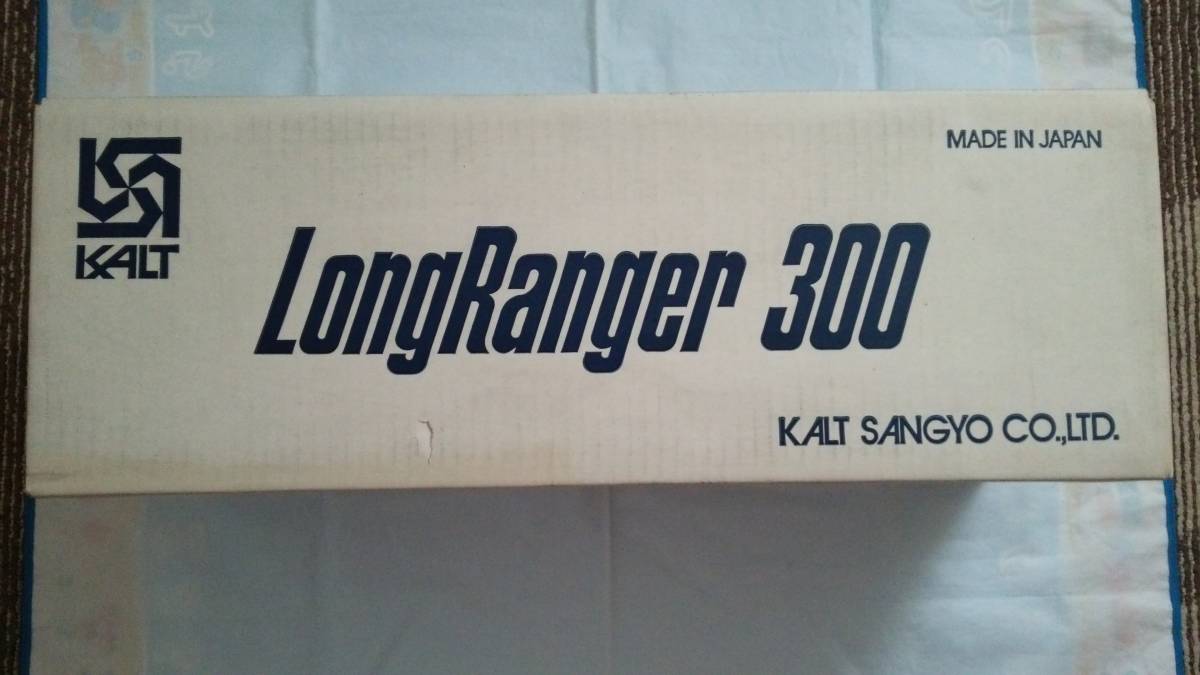 MADE IN JAPAN
KALT
LongRanger 300
KALT SANGYO CO.,LTD.